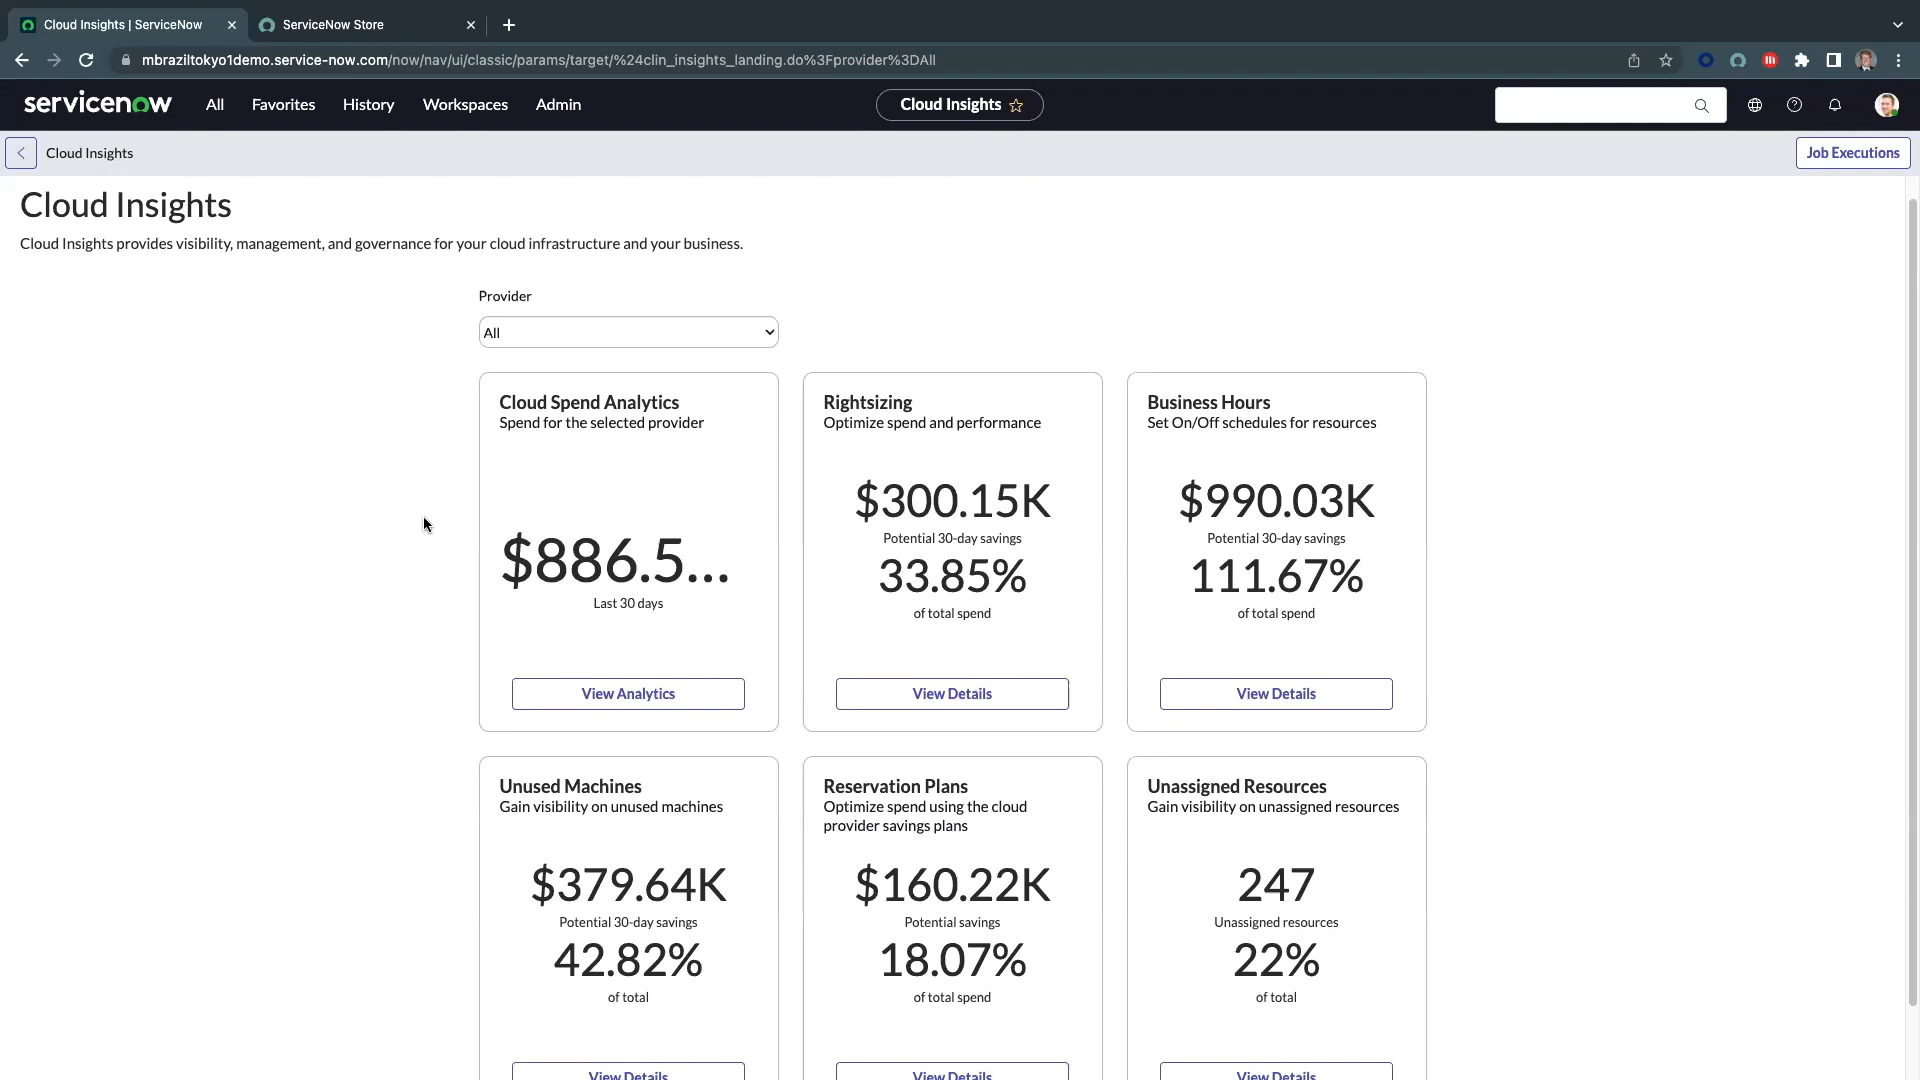 Cloud Insights | ServiceNow
ServiceNow Store
mbraziltokyo1demo.service-now.com/now/nav/ui/classic/params/target/%24clin_insights_landing.do%3Fprovider%3DAll
servicenow
All
Favorites
History
Workspaces
Admin
Cloud Insights
Cloud Insights
Job Executions
Cloud Insights
Cloud Insights provides visibility, management, and governance for your cloud infrastructure and your business.
Provider
All
Cloud Spend Analytics
Spend for the selected provider
$886.5...
Last 30 days
View Analytics
Rightsizing
Optimize spend and performance
$300.15K
Potential 30-day savings
33.85%
of total spend
View Details
Business Hours
Set On/Off schedules for resources
$990.03K
Potential 30-day savings
111.67%
of total spend
View Details
Unused Machines
Gain visibility on unused machines
$379.64K
Potential 30-day savings
42.82%
of total
View Details
Reservation Plans
Optimize spend using the cloud
provider savings plans
$160.22K
Potential savings
18.07%
of total spend
View Details
Unassigned Resources
Gain visibility on unassigned resources
247
Unassigned resources
22%
of total
View Details